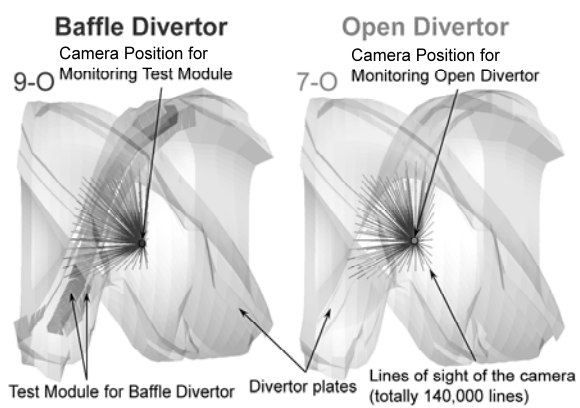 Baffle Divertor
Camera Position for
Monitoring Test Module
9-O
Open Divertor
Camera Position for
Monitoring Open Divertor
7-O
Test Module for Baffle Divertor
Divertor plates
Lines of sight of the camera
(totally 140,000 lines)